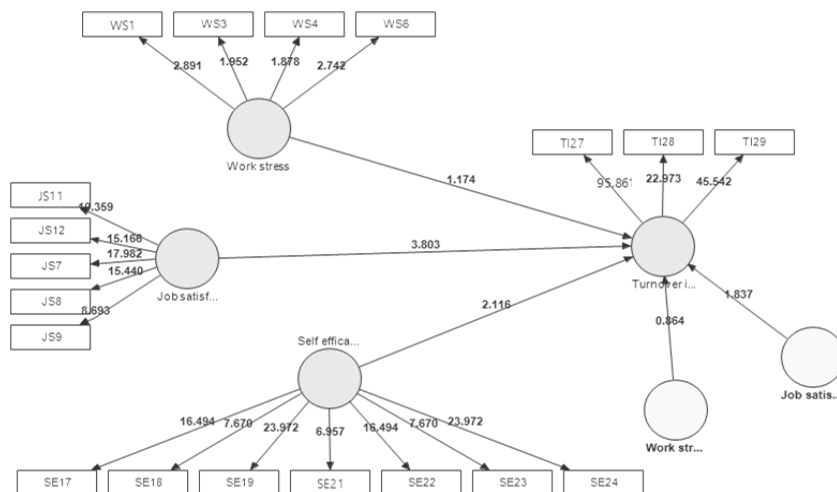 WS1 WS3 WS4 WS6
2.891 1.952 1.878 2.742
Work stress
TI27 TI28 TI29
95.861 22.973 45.542
1.174
JS11
JS12
JS7
JS8
JS9
15.166
17.982
15.440
8.693
Job satisf...
3.803
Turnover i...
2.116
0.864
1.837
Self effica...
Job satis...
Work str...
16.494 7.670 23.972 6.957 16.494 7.670 23.972
SE17 SE18 SE19 SE21 SE22 SE23 SE24